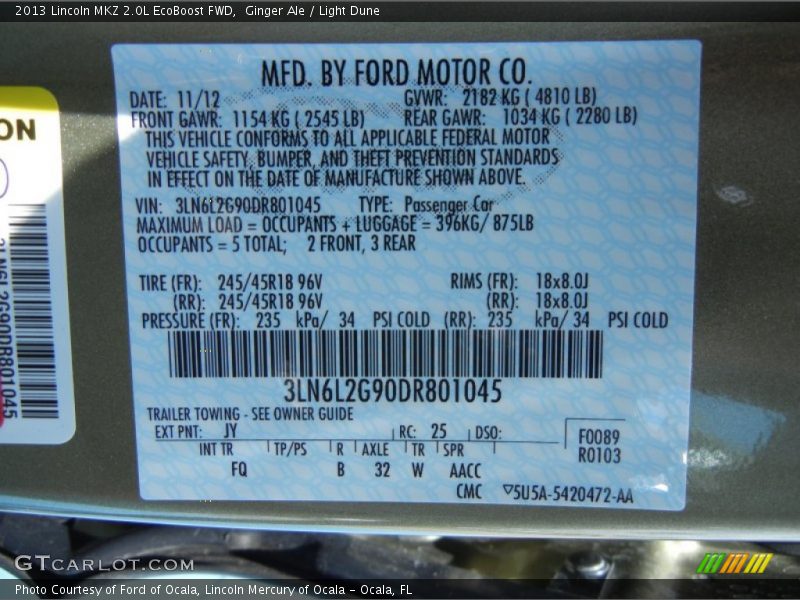 2013 Lincoln MKZ 2.0L EcoBoost FWD,  Ginger Ale / Light Dune
ON
3LN6L2G90DR801045
MFD. BY FORD MOTOR CO.
DATE: 11/12 GVWR: 2182 KG ( 4810 LB)
FRONT GAWR: 1154 KG ( 2545 LB) REAR GAWR: 1034 KG ( 2280 LB)
THIS VEHICLE CONFORMS TO ALL APPLICABLE FEDERAL MOTOR
VEHICLE SAFETY, BUMPER, AND THEFT PREVENTION STANDARDS
IN EFFECT ON THE DATE OF MANUFACTURE SHOWN ABOVE.
VIN: 3LN6L2G90DR801045 TYPE: Passenger Car
MAXIMUM LOAD = OCCUPANTS + LUGGAGE = 396KG/ 875LB
OCCUPANTS = 5 TOTAL; 2 FRONT, 3 REAR
TIRE (FR): 245/45R18 96V RIMS (FR): 18x8.0J
(RR): 245/45R18 96V (RR): 18x8.0J
PRESSURE (FR): 235 kPa/ 34 PSI COLD (RR): 235 kPa/ 34 PSI COLD
3LN6L2G90DR801045
TRAILER TOWING - SEE OWNER GUIDE
EXT PNT: JY RC: 25 DSO: F0089
INT TR TP/PS R AXLE TR SPR R0103
FQ B 32 W AACC
CMC 5U5A-5420472-AA
GTCARLOT.COM
Photo Courtesy of Ford of Ocala, Lincoln Mercury of Ocala - Ocala, FL